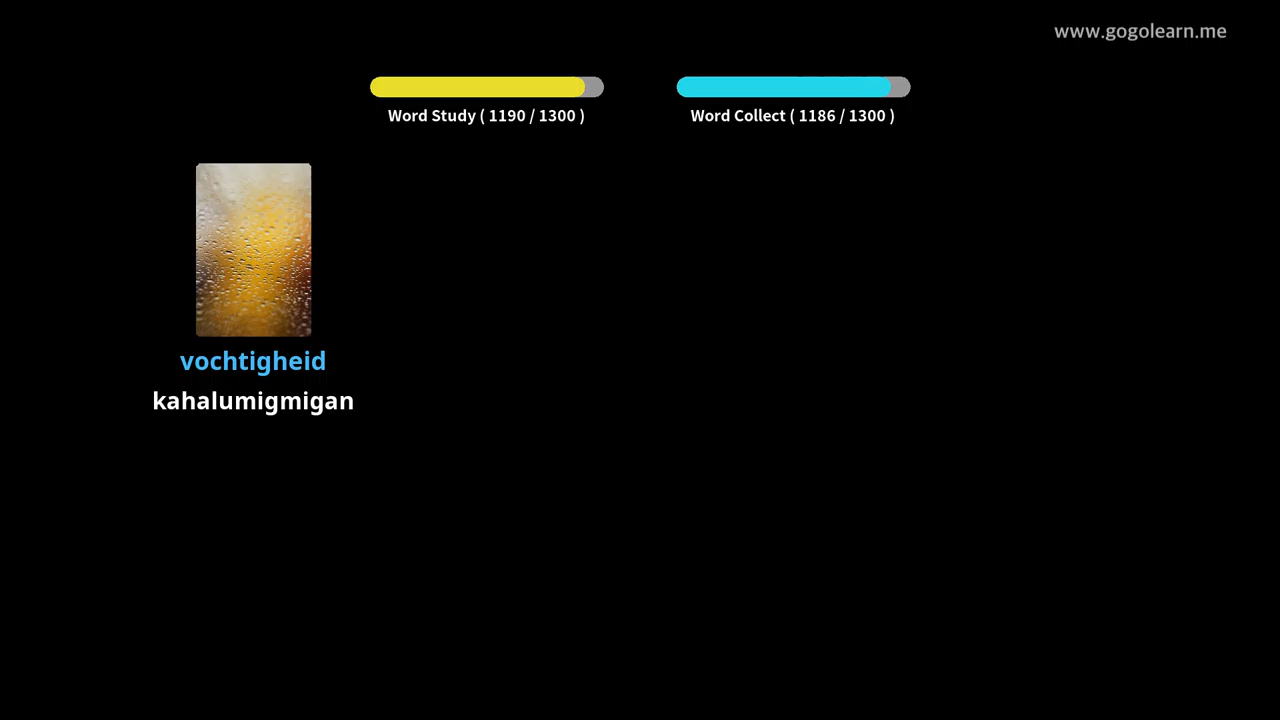 www.gogolearn.me
Word Study ( 1190 / 1300 )
Word Collect ( 1186 / 1300 )
vochtigheid
kahalumigmigan